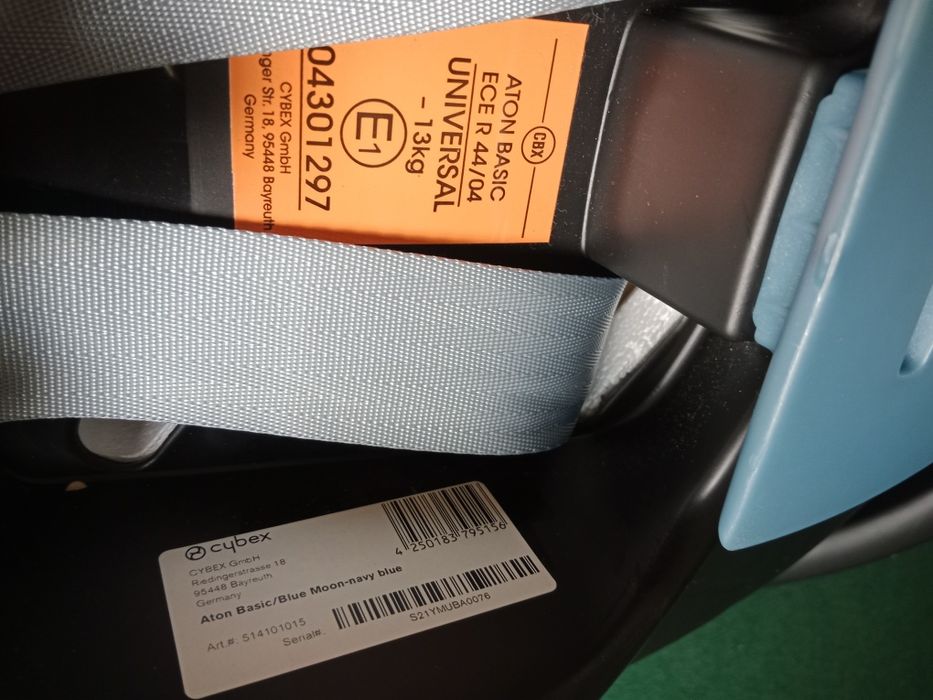 CBX
ATON BASIC
ECE R 44/04
UNIVERSAL
- 13kg
E1
04301297
CYBEX GmbH
Str. 18, 95448 Bayreuth
Germany
cybex
CYBEX GmbH
Riedingerstrasse 18
95448 Bayreuth
Germany
4 250183 795156
Aton Basic/Blue Moon-navy blue
Art.#: 514101015
Serial#:
S21YMUBA0076